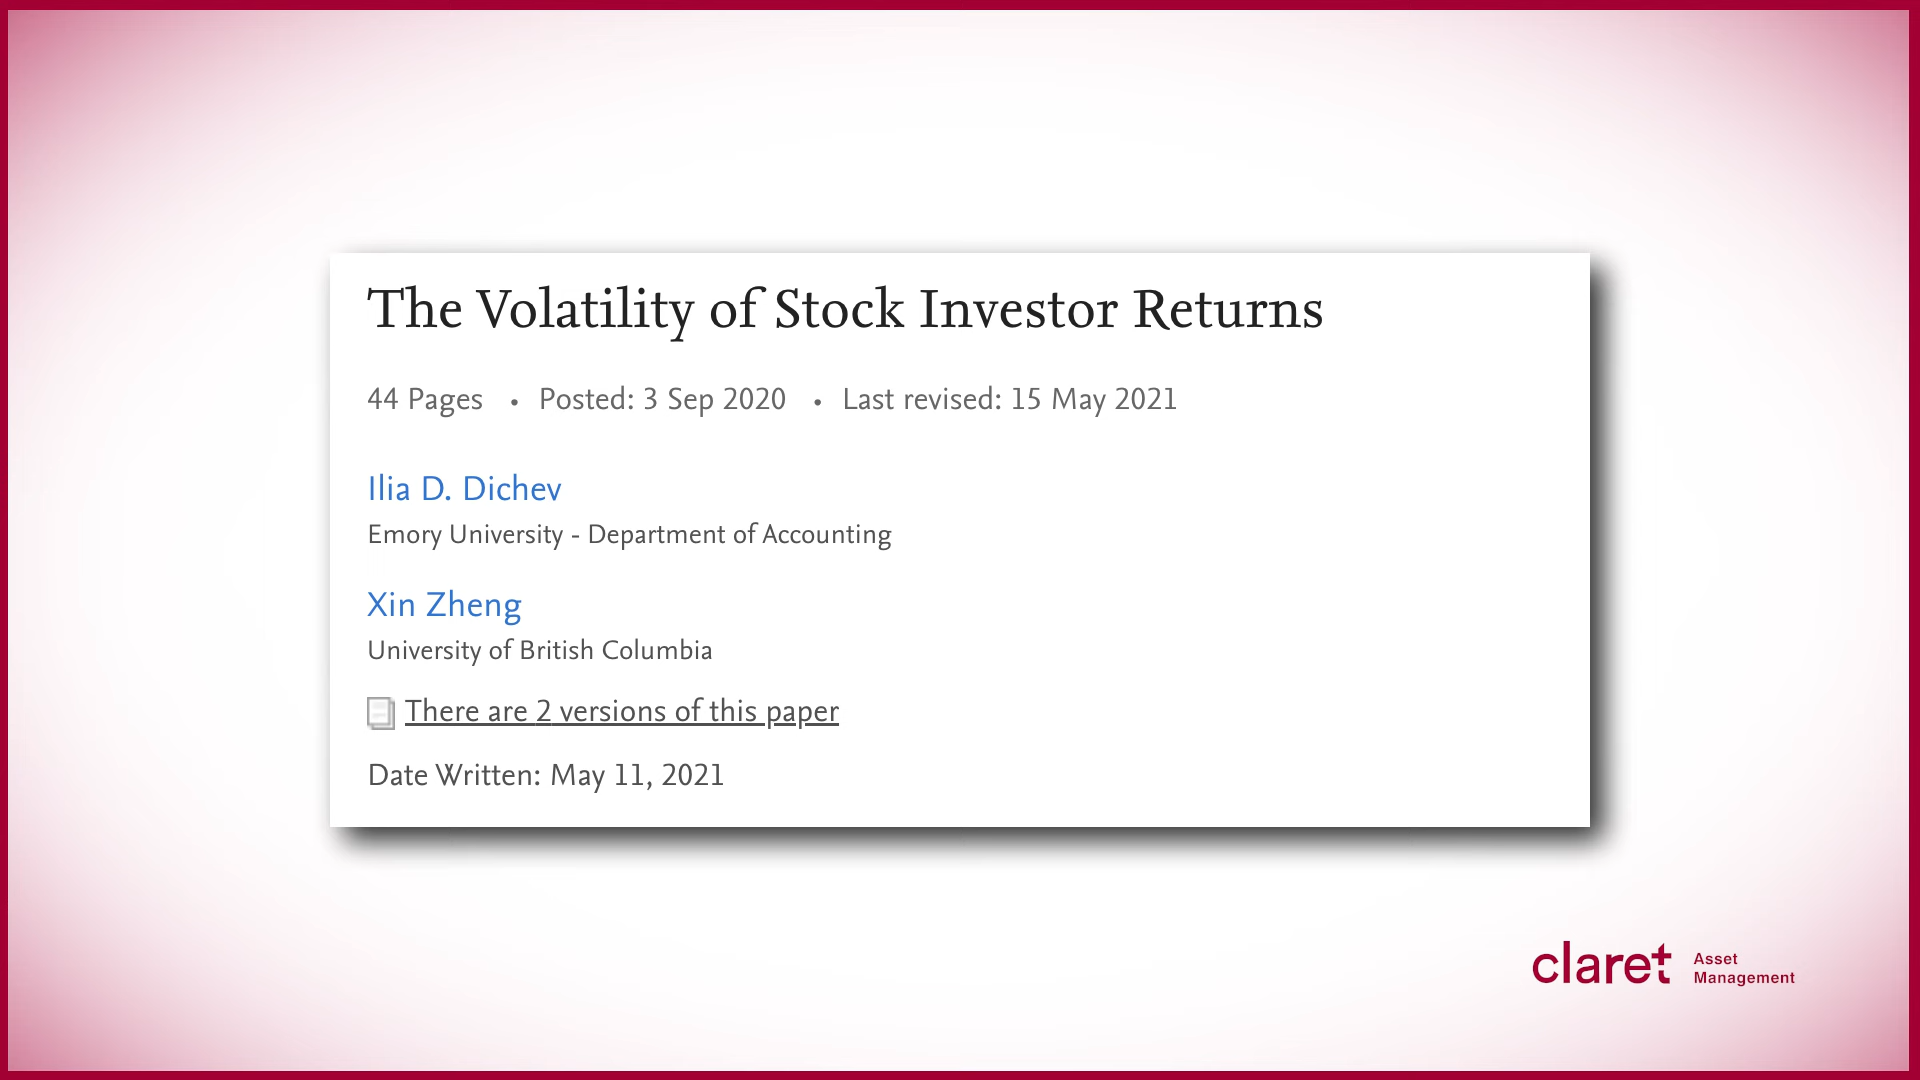 The Volatility of Stock Investor Returns
44 Pages • Posted: 3 Sep 2020 • Last revised: 15 May 2021
Ilia D. Dichev
Emory University - Department of Accounting
Xin Zheng
University of British Columbia
There are 2 versions of this paper
Date Written: May 11, 2021
claret Asset
Management